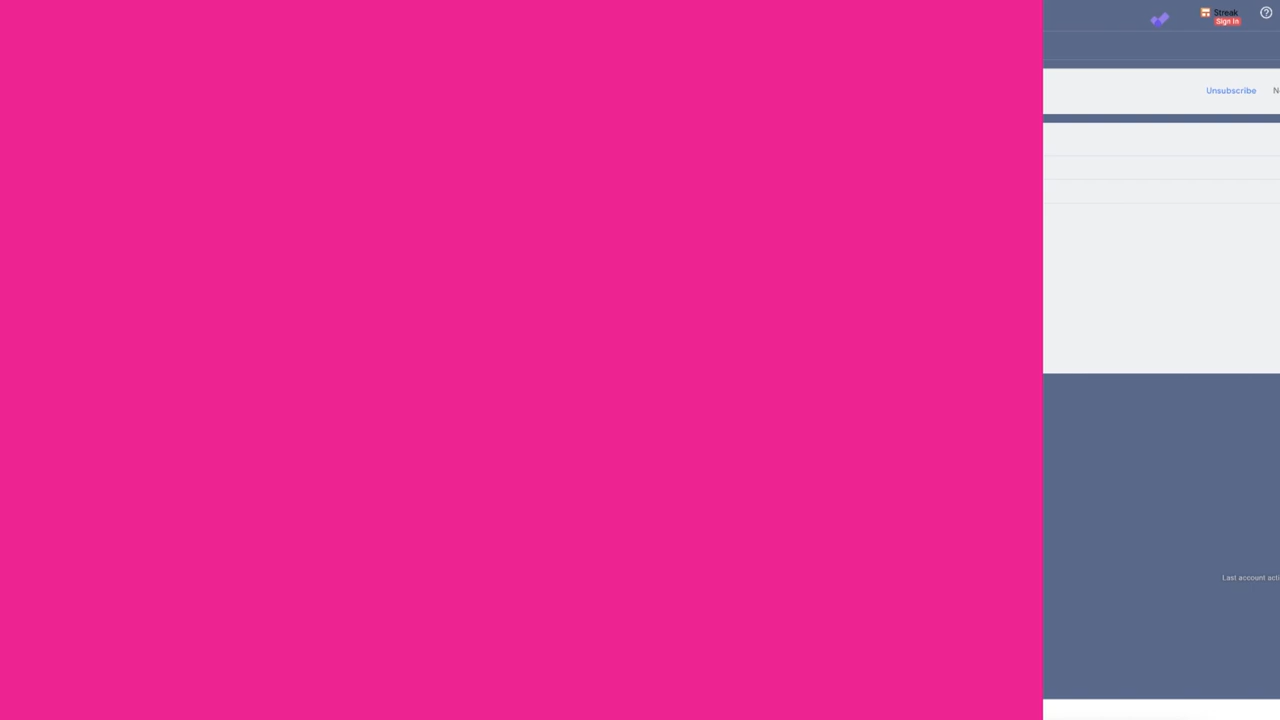 Streak
Sign in
Unsubscribe
N
Last account acti